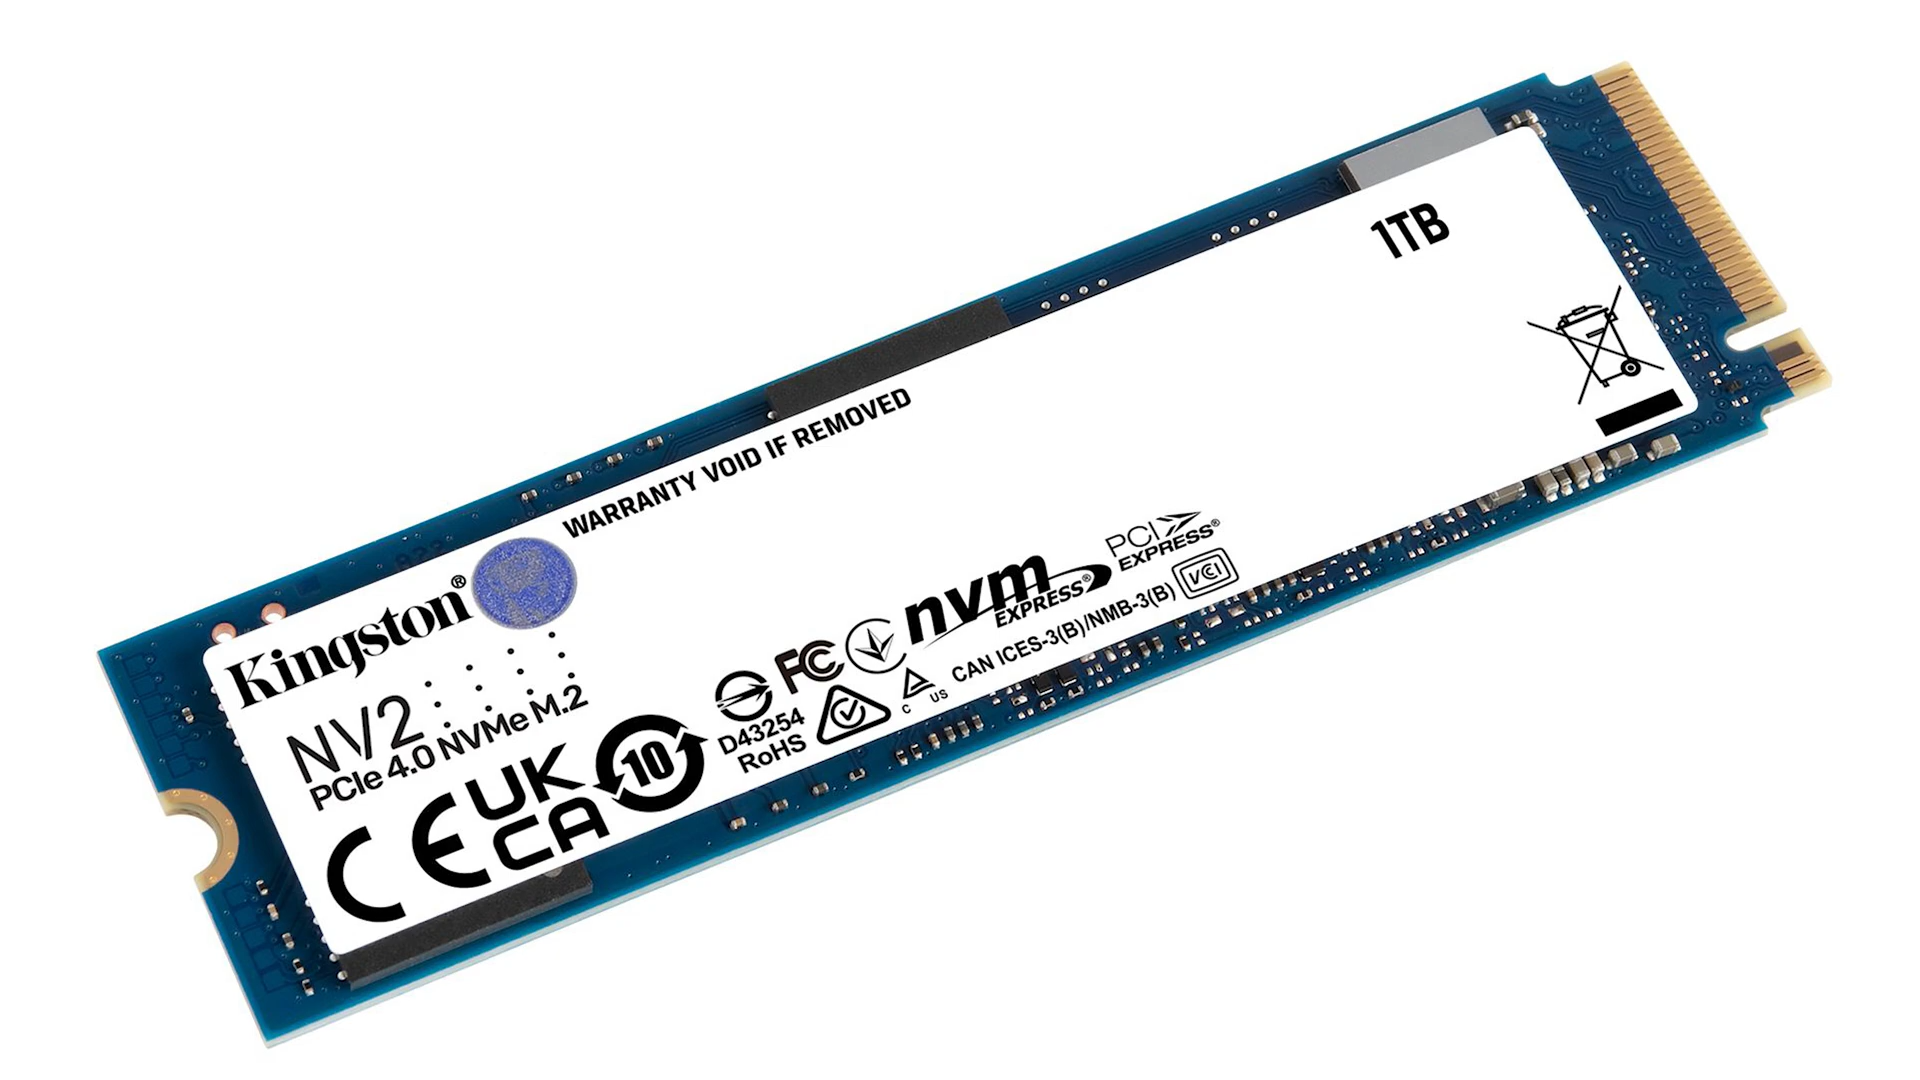 1TB
WARRANTY VOID IF REMOVED
Kingston®
NV2
PCIe 4.0 NVMe M.2
CE
UK
CA
10
D43254
RoHS
FC
nvm
EXPRESS®
PCI
EXPRESS®
C US
CAN ICES-3(B)/NMB-3(B)
VCI